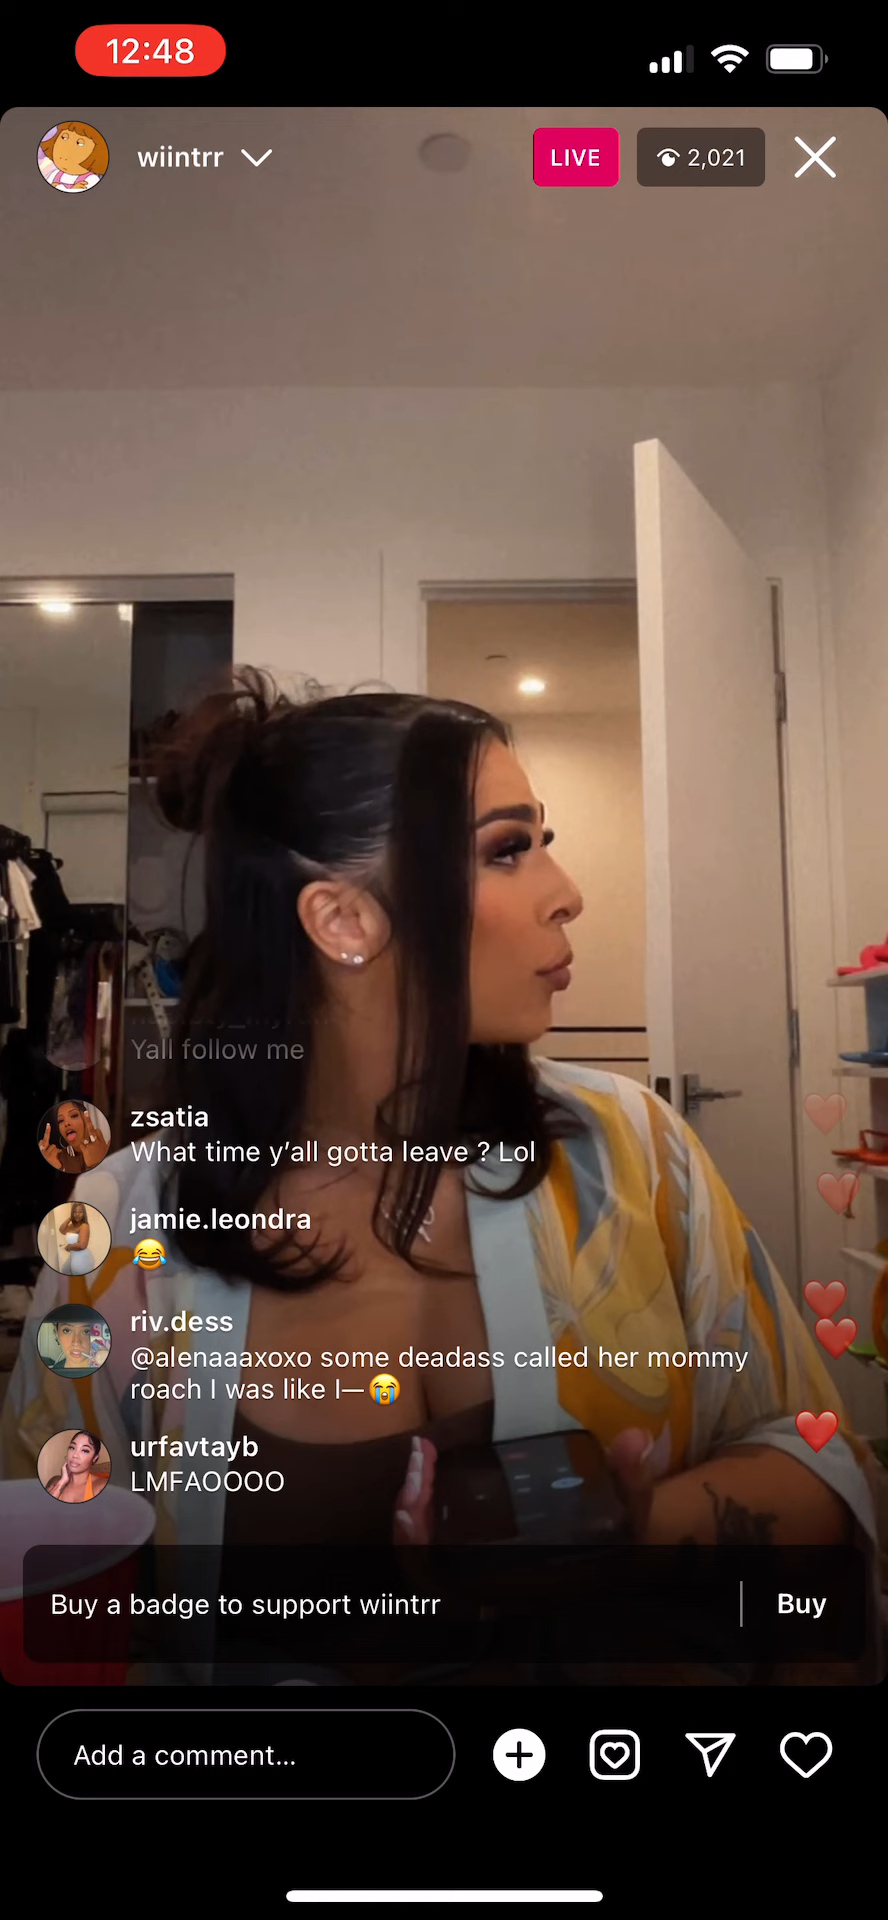 12:48
wiintrr
LIVE
2,021
Yall follow me
zsatia
What time y’all gotta leave ? Lol
jamie.leondra
😂
riv.dess
@alenaaaxoxo some deadass called her mommy
roach I was like I—😭
urfavtayb
LMFAOOOO
Buy a badge to support wiintrr
Buy
Add a comment...